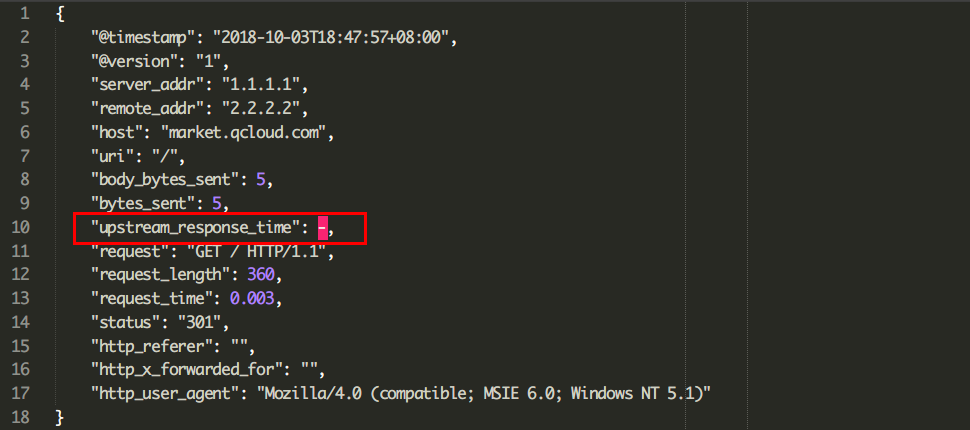 1 {
2 "@timestamp": "2018-10-03T18:47:57+08:00",
3 "@version": "1",
4 "server_addr": "1.1.1.1",
5 "remote_addr": "2.2.2.2",
6 "host": "market.qcloud.com",
7 "uri": "/",
8 "body_bytes_sent": 5,
9 "bytes_sent": 5,
10 "upstream_response_time": -,
11 "request": "GET / HTTP/1.1",
12 "request_length": 360,
13 "request_time": 0.003,
14 "status": "301",
15 "http_referer": "",
16 "http_x_forwarded_for": "",
17 "http_user_agent": "Mozilla/4.0 (compatible; MSIE 6.0; Windows NT 5.1)"
18 }